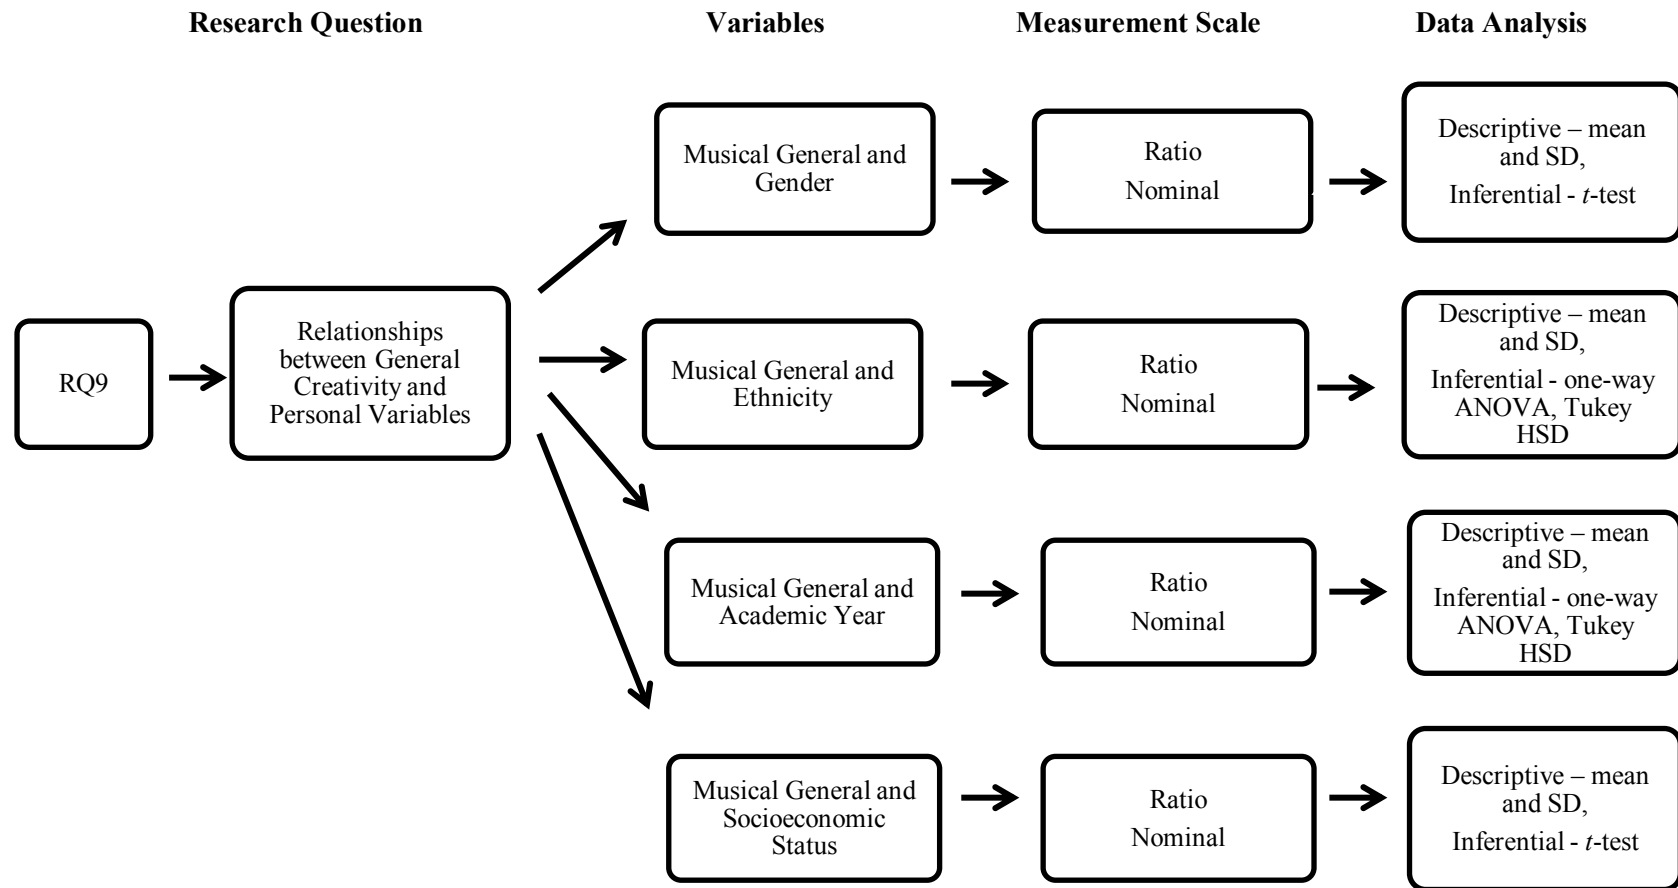 Research Question
Variables
Measurement Scale
Data Analysis
RQ9
Relationships
between General
Creativity and
Personal Variables
Musical General and
Gender
Ratio
Nominal
Descriptive – mean
and SD,
Inferential - t-test
Musical General and
Ethnicity
Ratio
Nominal
Descriptive – mean
and SD,
Inferential - one-way
ANOVA, Tukey
HSD
Musical General and
Academic Year
Ratio
Nominal
Descriptive – mean
and SD,
Inferential - one-way
ANOVA, Tukey
HSD
Musical General and
Socioeconomic
Status
Ratio
Nominal
Descriptive – mean
and SD,
Inferential - t-test